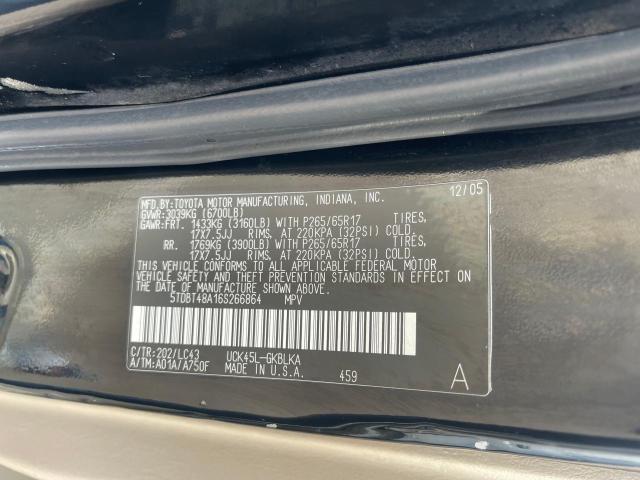 MFD.BY:TOYOTA MOTOR MANUFACTURING, INDIANA, INC. 12/05
GVWR:3039KG (6700LB)
GAWR:FRT. 1433KG (3160LB) WITH P265/65R17 TIRES,
17X7.5JJ RIMS, AT 220KPA (32PSI) COLD.
RR. 1769KG (3900LB) WITH P265/65R17 TIRES,
17X7.5JJ RIMS, AT 220KPA (32PSI) COLD.
THIS VEHICLE CONFORMS TO ALL APPLICABLE FEDERAL MOTOR
VEHICLE SAFETY AND BUMPER STANDARDS IN EFFECT ON THE
DATE OF MANUFACTURE SHOWN ABOVE.
5TDBT48A16S266864 MPV
C/TR:202/LC43 UCK45L-GKBLKA
A/TM:A01A/A750F MADE IN U.S.A. 459 A